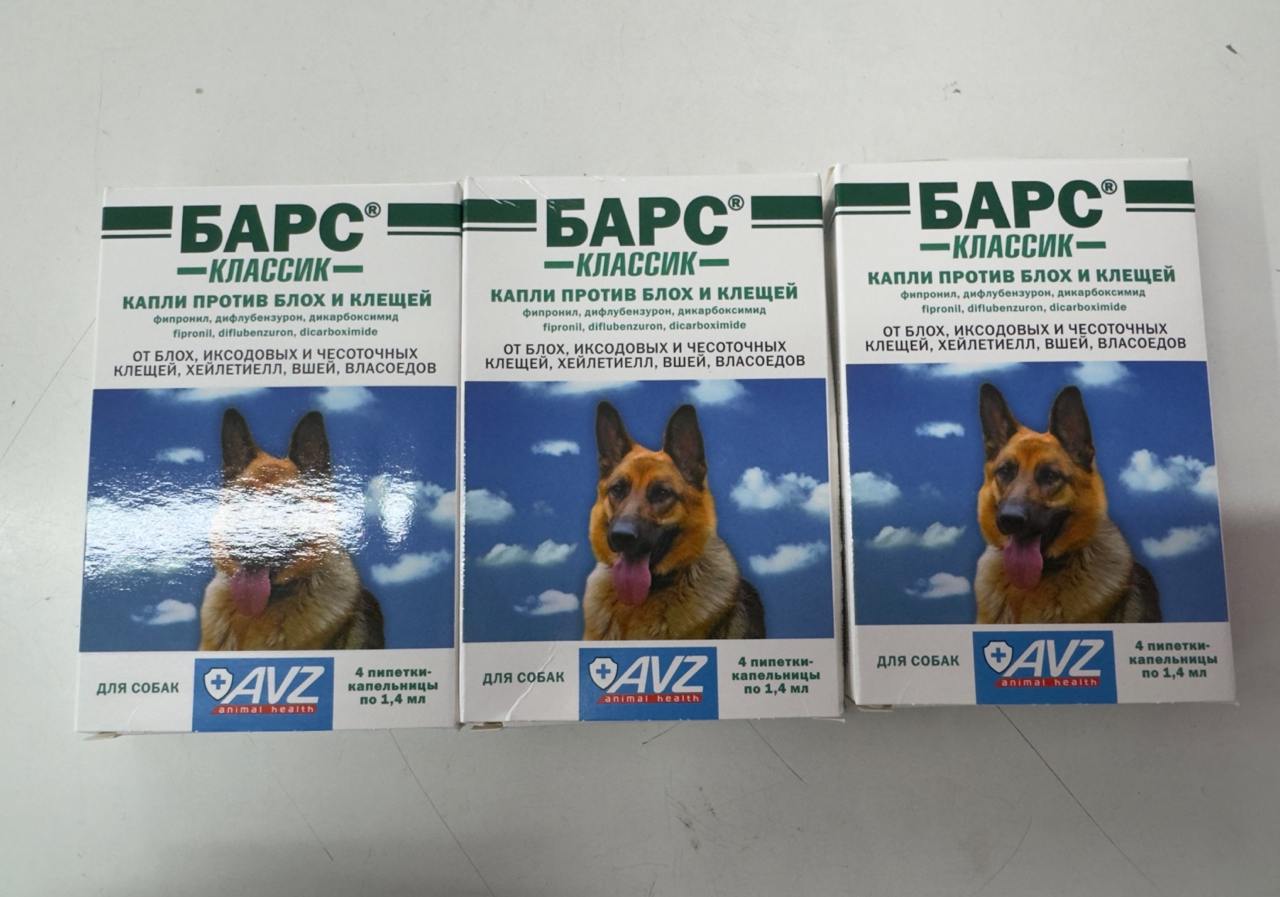 БАРС®
КЛАССИК
КАПЛИ ПРОТИВ БЛОХ И КЛЕЩЕЙ
фипронил, дифлубензурон, дикарбоксимид
fipronil, diflubenzuron, dicarboximide
ОТ БЛОХ, ИКСОДОВЫХ И ЧЕСОТОЧНЫХ
КЛЕЩЕЙ, ХЕЙЛЕТИЕЛЛ, ВШЕЙ, ВЛАСОЕДОВ
ДЛЯ СОБАК
AVZ
animal health
4 пипетки-
капельницы
по 1,4 мл
БАРС®
КЛАССИК
КАПЛИ ПРОТИВ БЛОХ И КЛЕЩЕЙ
фипронил, дифлубензурон, дикарбоксимид
fipronil, diflubenzuron, dicarboximide
ОТ БЛОХ, ИКСОДОВЫХ И ЧЕСОТОЧНЫХ
КЛЕЩЕЙ, ХЕЙЛЕТИЕЛЛ, ВШЕЙ, ВЛАСОЕДОВ
ДЛЯ СОБАК
AVZ
animal health
4 пипетки-
капельницы
по 1,4 мл
БАРС®
КЛАССИК
КАПЛИ ПРОТИВ БЛОХ И КЛЕЩЕЙ
фипронил, дифлубензурон, дикарбоксимид
fipronil, diflubenzuron, dicarboximide
ОТ БЛОХ, ИКСОДОВЫХ И ЧЕСОТОЧНЫХ
КЛЕЩЕЙ, ХЕЙЛЕТИЕЛЛ, ВШЕЙ, ВЛАСОЕДОВ
ДЛЯ СОБАК
AVZ
animal health
4 пипетки-
капельницы
по 1,4 мл